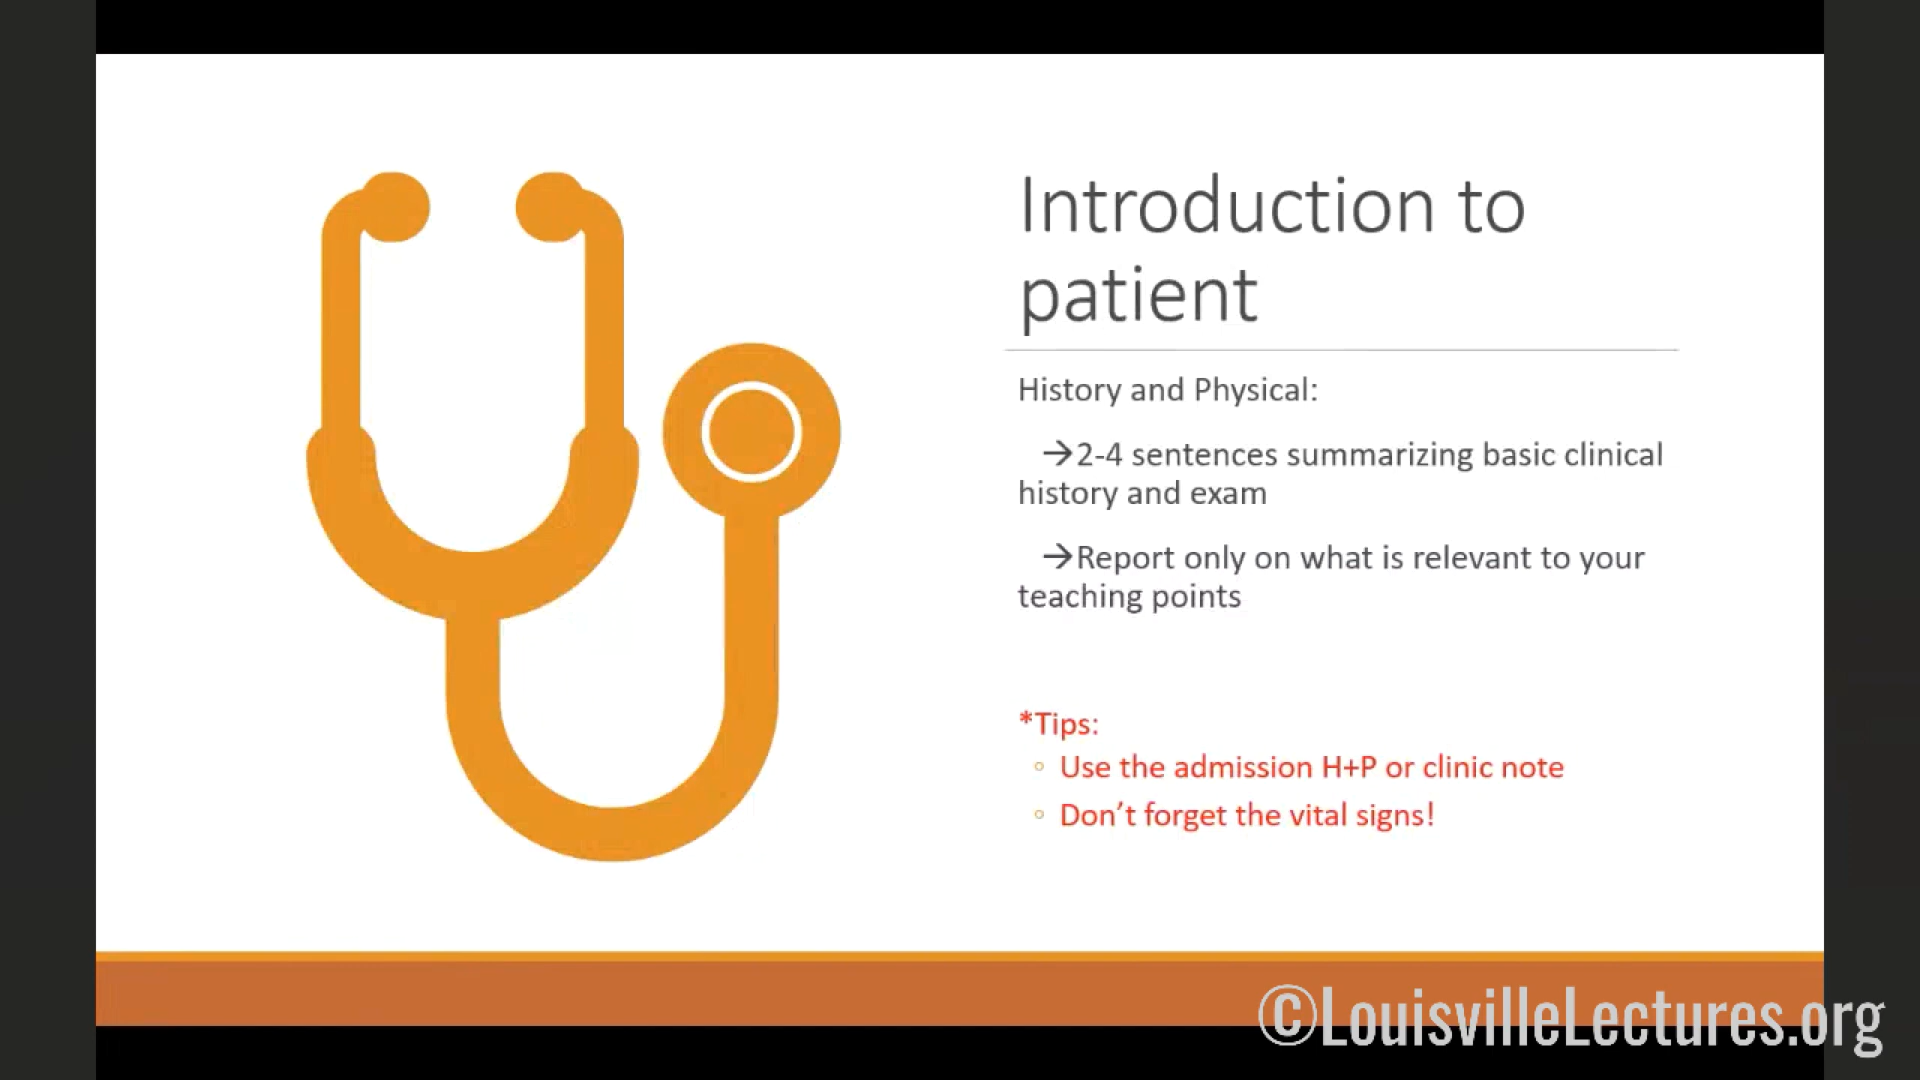 Introduction to
patient
History and Physical:
→2-4 sentences summarizing basic clinical
history and exam
→Report only on what is relevant to your
teaching points
*Tips:
◦ Use the admission H+P or clinic note
◦ Don’t forget the vital signs!
©LouisvilleLectures.org